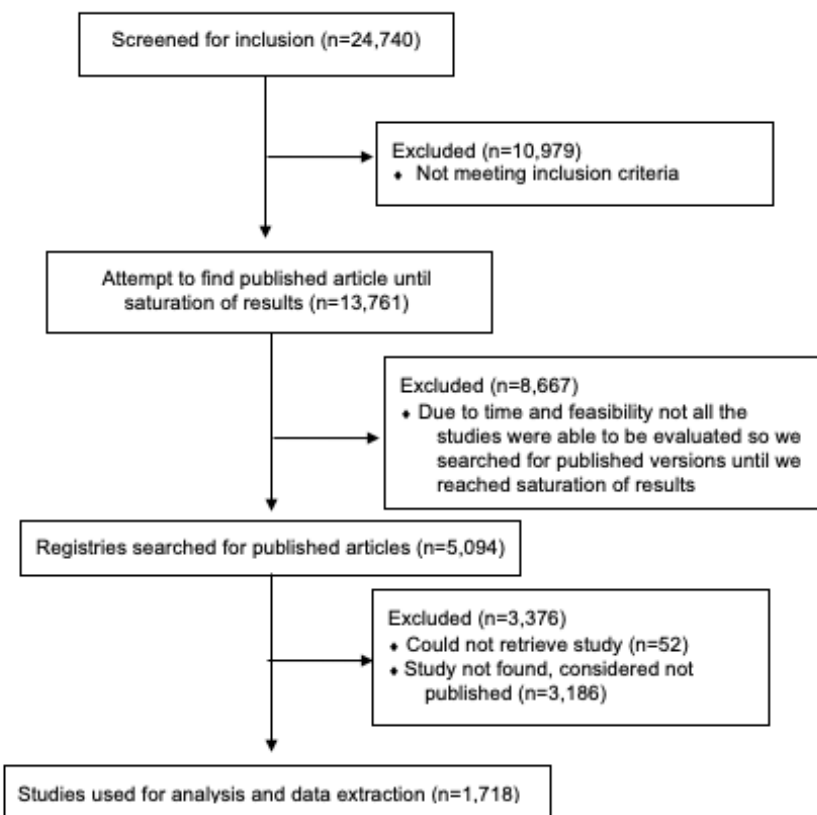 Screened for inclusion (n=24,740)
Excluded (n=10,979)
♦ Not meeting inclusion criteria
Attempt to find published article until
saturation of results (n=13,761)
Excluded (n=8,667)
♦ Due to time and feasibility not all the
studies were able to be evaluated so we
searched for published versions until we
reached saturation of results
Registries searched for published articles (n=5,094)
Excluded (n=3,376)
♦ Could not retrieve study (n=52)
♦ Study not found, considered not
published (n=3,186)
Studies used for analysis and data extraction (n=1,718)